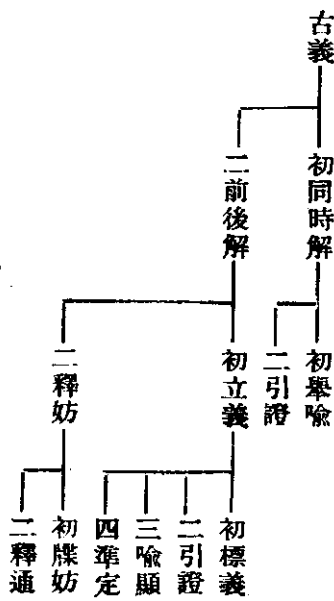 古義
初同時解
初舉喩
二引證
二前後解
初立義
初標義
二引證
三喩顯
四準定
二釋妨
初牒妨
二釋通